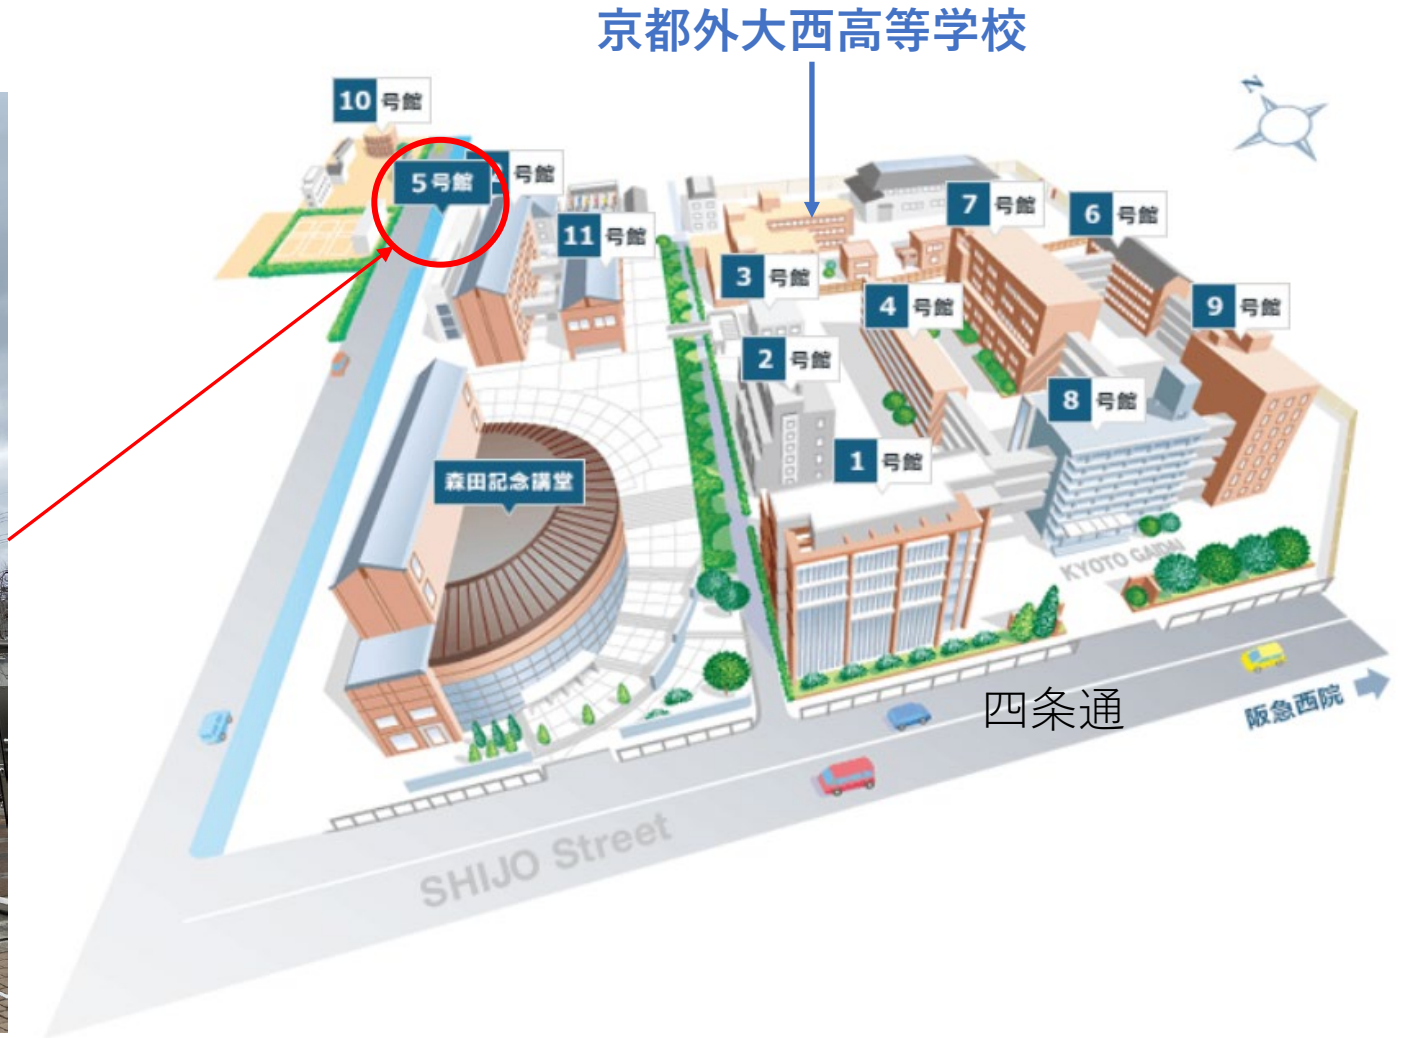 京都外大西高等学校
N
10 号館
5号館
号館
11 号館
7 号館
6 号館
3 号館
4 号館
9 号館
2 号館
8 号館
1 号館
森田記念講堂
KYOTO GAIDAI
四条通
阪急西院
SHIJO Street